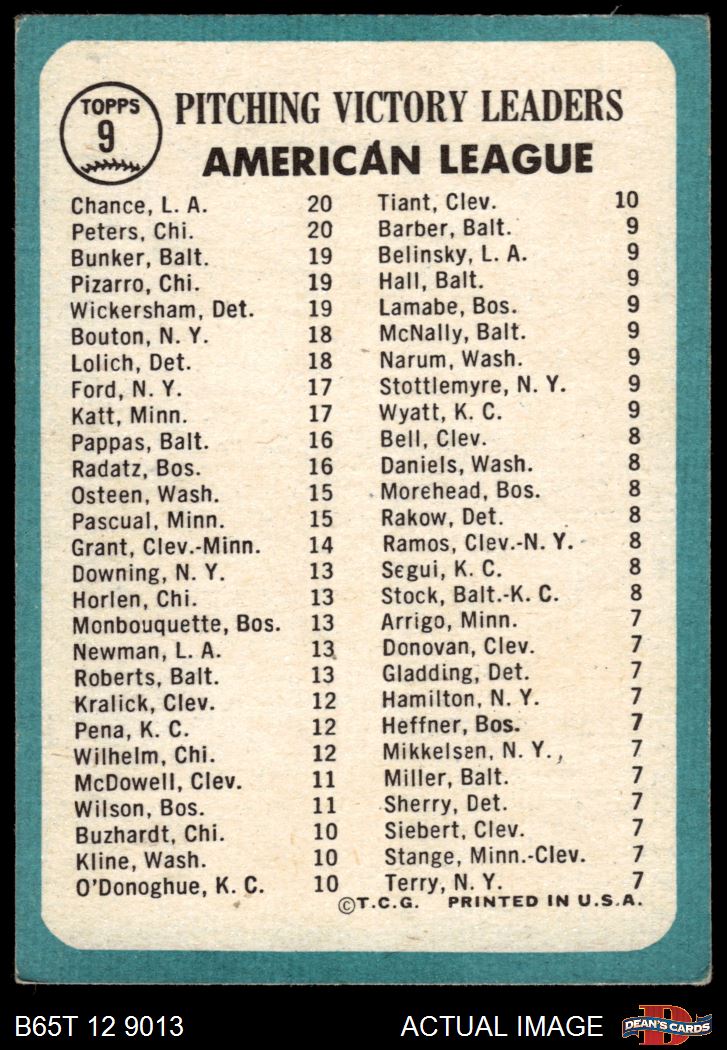 TOPPS
9
PITCHING VICTORY LEADERS
AMERICAN LEAGUE
Chance, L. A. 20
Peters, Chi. 20
Bunker, Balt. 19
Pizarro, Chi. 19
Wickersham, Det. 19
Bouton, N. Y. 18
Lolich, Det. 18
Ford, N. Y. 17
Katt, Minn. 17
Pappas, Balt. 16
Radatz, Bos. 16
Osteen, Wash. 15
Pascual, Minn. 15
Grant, Clev.-Minn. 14
Downing, N. Y. 13
Horlen, Chi. 13
Monbouquette, Bos. 13
Newman, L. A. 13
Roberts, Balt. 13
Kralick, Clev. 12
Pena, K. C. 12
Wilhelm, Chi. 12
McDowell, Clev. 11
Wilson, Bos. 11
Buzhardt, Chi. 10
Kline, Wash. 10
O'Donoghue, K. C. 10
Tiant, Clev. 10
Barber, Balt. 9
Belinsky, L. A. 9
Hall, Balt. 9
Lamabe, Bos. 9
McNally, Balt. 9
Narum, Wash. 9
Stottlemyre, N. Y. 9
Wyatt, K. C. 9
Bell, Clev. 8
Daniels, Wash. 8
Morehead, Bos. 8
Rakow, Det. 8
Ramos, Clev.-N. Y. 8
Segui, K. C. 8
Stock, Balt.-K. C. 8
Arrigo, Minn. 7
Donovan, Clev. 7
Gladding, Det. 7
Hamilton, N. Y. 7
Heffner, Bos. 7
Mikkelsen, N. Y. 7
Miller, Balt. 7
Sherry, Det. 7
Siebert, Clev. 7
Stange, Minn.-Clev. 7
Terry, N. Y. 7
©T.C.G. PRINTED IN U.S.A.
B65T 12 9013
ACTUAL IMAGE
D
DEAN'S CARDS